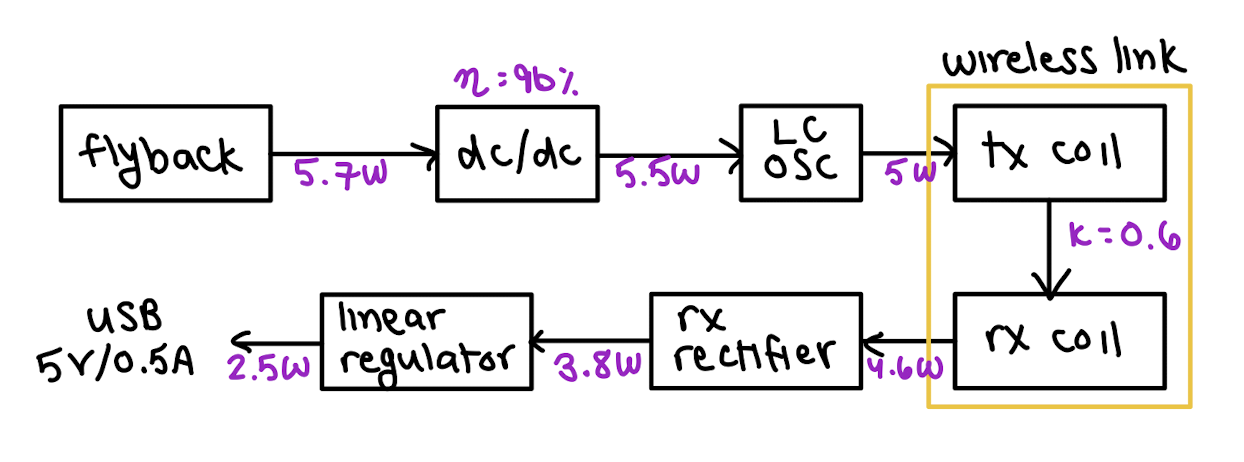 wireless link
η=96%
flyback
5.7W
dc/dc
5.5W
LC
OSC
5W
tx coil
k=0.6
rx coil
4.6W
rx
rectifier
3.8W
linear
regulator
2.5W
USB
5V/0.5A